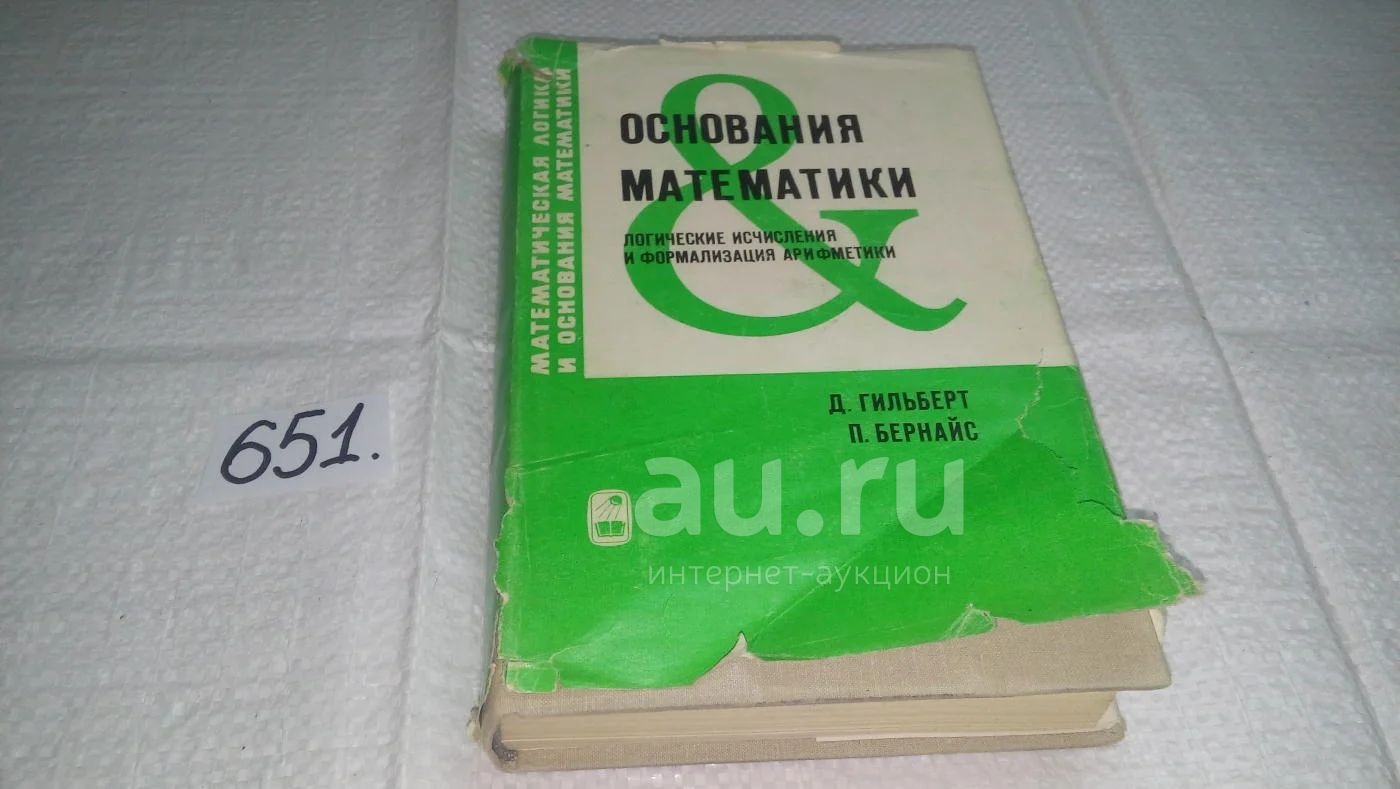 МАТЕМАТИЧЕСКАЯ ЛОГИКА
И ОСНОВАНИЯ МАТЕМАТИКИ
&
ОСНОВАНИЯ
МАТЕМАТИКИ
ЛОГИЧЕСКИЕ ИСЧИСЛЕНИЯ
И ФОРМАЛИЗАЦИЯ АРИФМЕТИКИ
Д. ГИЛЬБЕРТ
П. БЕРНАЙС
651.
au.ru
интернет-аукцион